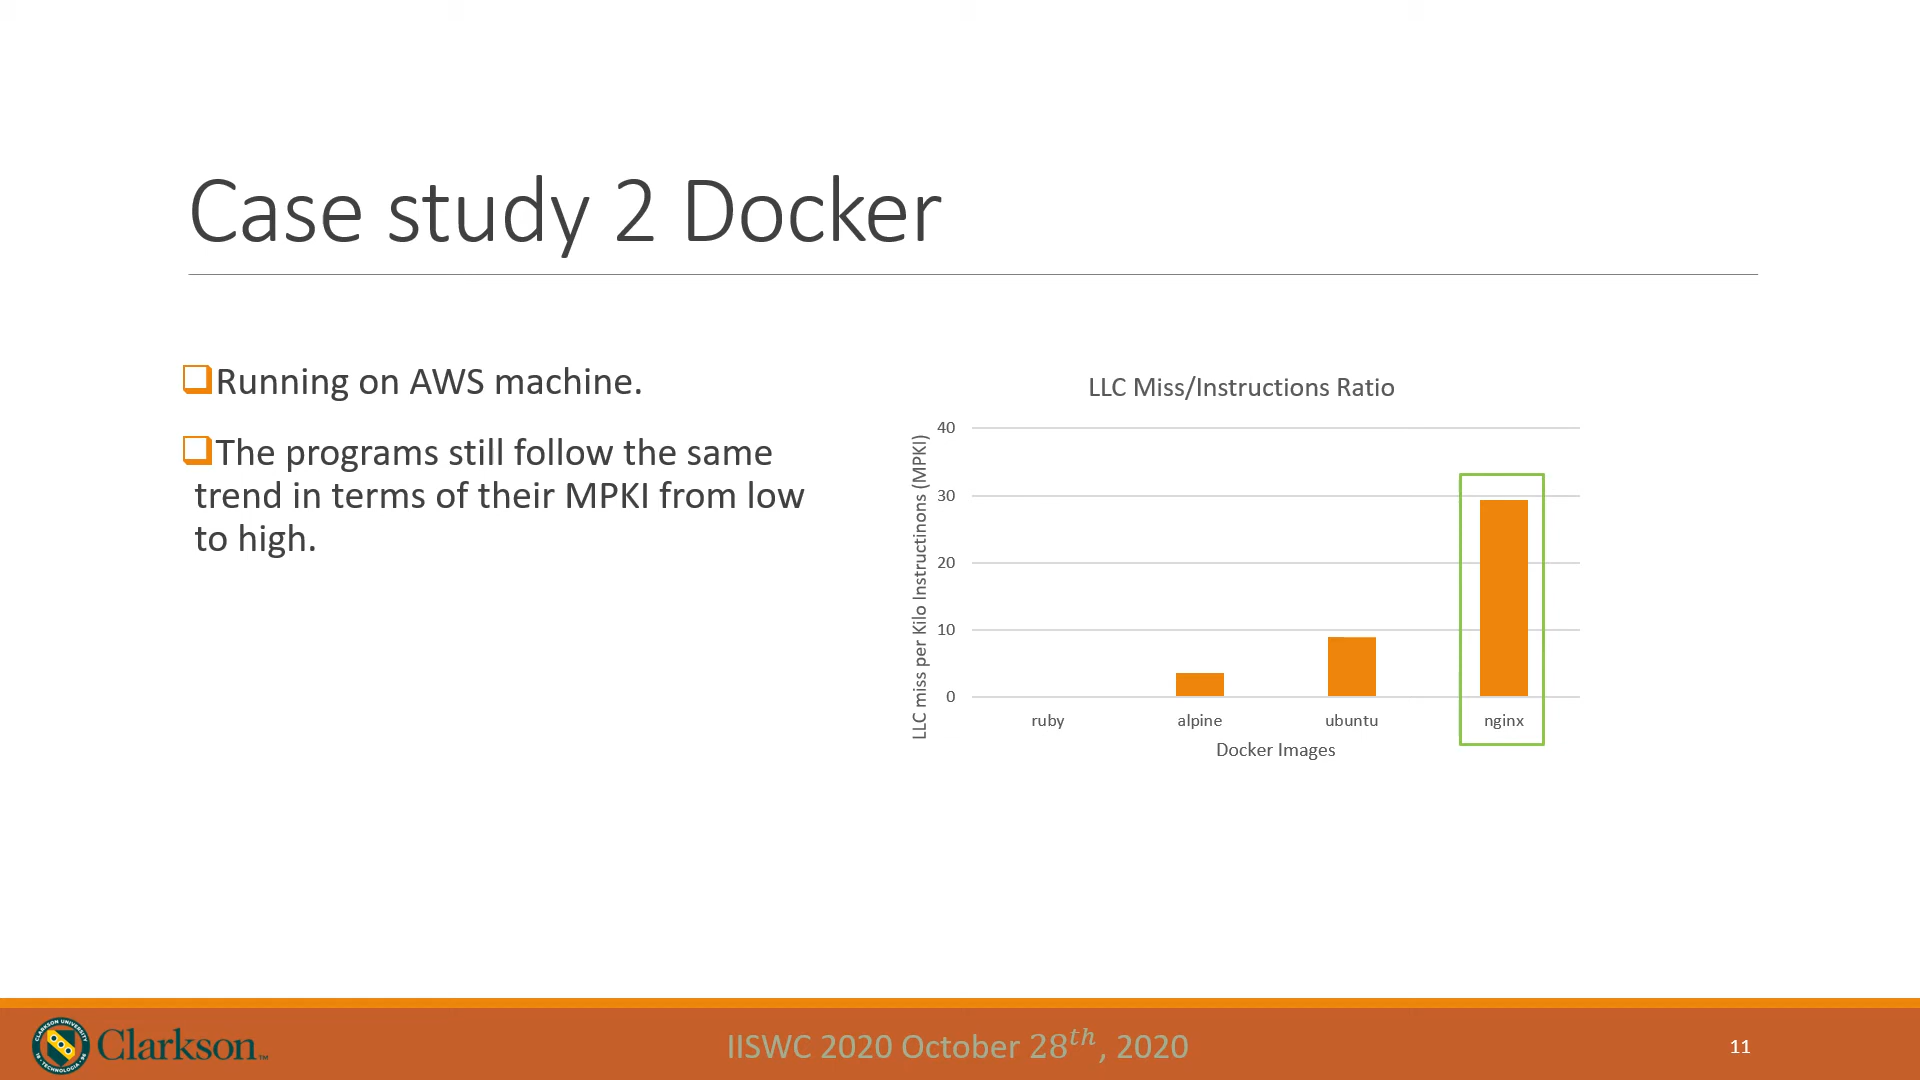 Case study 2 Docker
Running on AWS machine.
The programs still follow the same
trend in terms of their MPKI from low
to high.
LLC Miss/Instructions Ratio
LLC miss per Kilo Instructinons (MPKI)
40
30
20
10
0
ruby alpine ubuntu nginx
Docker Images
Clarkson™
IISWC 2020 October 28th, 2020
11